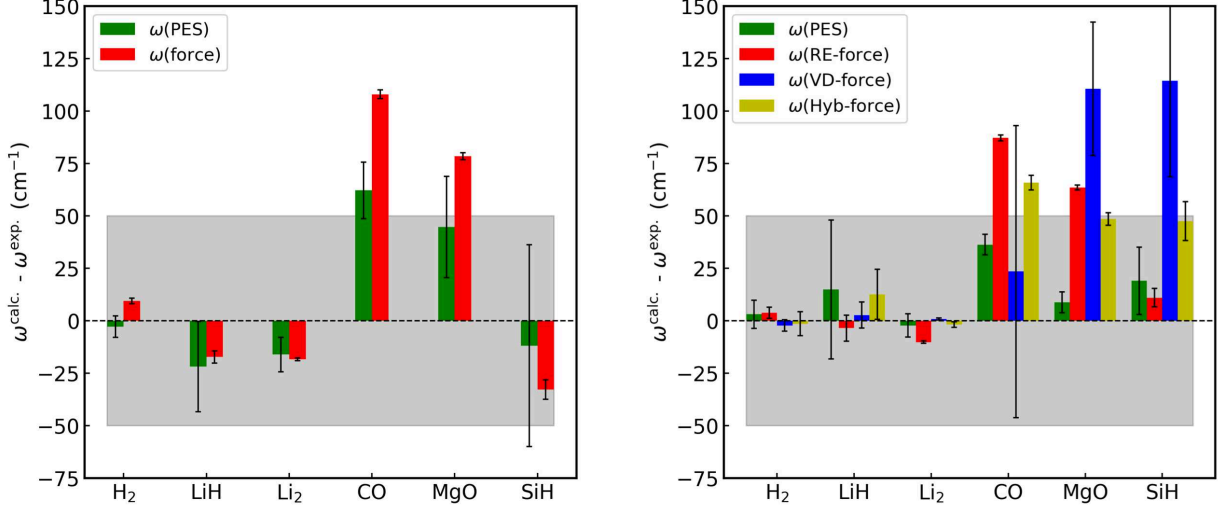 ω(PES)
ω(force)
150
125
100
75
50
25
0
−25
−50
−75
ω^calc. - ω^exp. (cm⁻¹)
H₂ LiH Li₂ CO MgO SiH
ω(PES)
ω(RE-force)
ω(VD-force)
ω(Hyb-force)
150
125
100
75
50
25
0
−25
−50
−75
ω^calc. - ω^exp. (cm⁻¹)
H₂ LiH Li₂ CO MgO SiH